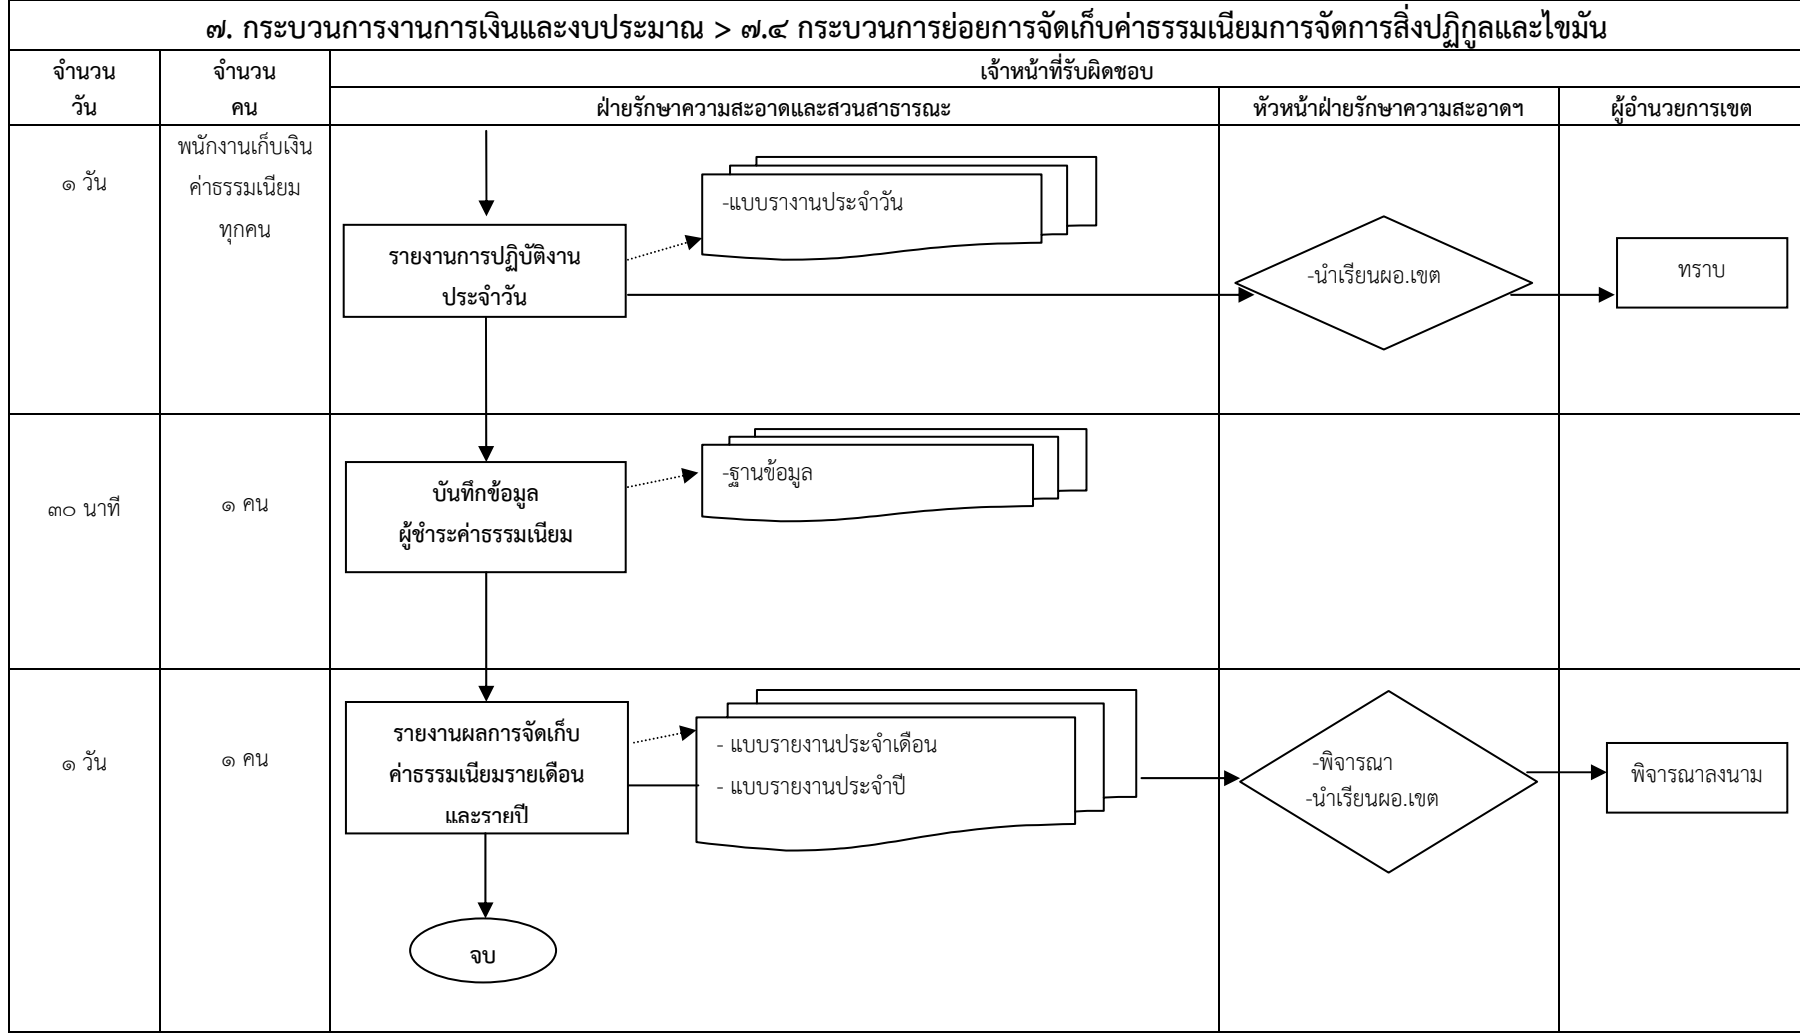 ๗. กระบวนการงานการเงินและงบประมาณ > ๗.๔ กระบวนการย่อยการจัดเก็บค่าธรรมเนียมการจัดการสิ่งปฏิกูลและไขมัน
จำนวน
วัน
จำนวน
คน
เจ้าหน้าที่รับผิดชอบ
ฝ่ายรักษาความสะอาดและสวนสาธารณะ
หัวหน้าฝ่ายรักษาความสะอาดฯ
ผู้อำนวยการเขต
๑ วัน
พนักงานเก็บเงิน
ค่าธรรมเนียม
ทุกคน
รายงานการปฏิบัติงาน
ประจำวัน
-แบบรางานประจำวัน
-นำเรียนผอ.เขต
ทราบ
๓๐ นาที
๑ คน
บันทึกข้อมูล
ผู้ชำระค่าธรรมเนียม
-ฐานข้อมูล
๑ วัน
๑ คน
รายงานผลการจัดเก็บ
ค่าธรรมเนียมรายเดือน
และรายปี
- แบบรายงานประจำเดือน
- แบบรายงานประจำปี
-พิจารณา
-นำเรียนผอ.เขต
พิจารณาลงนาม
จบ